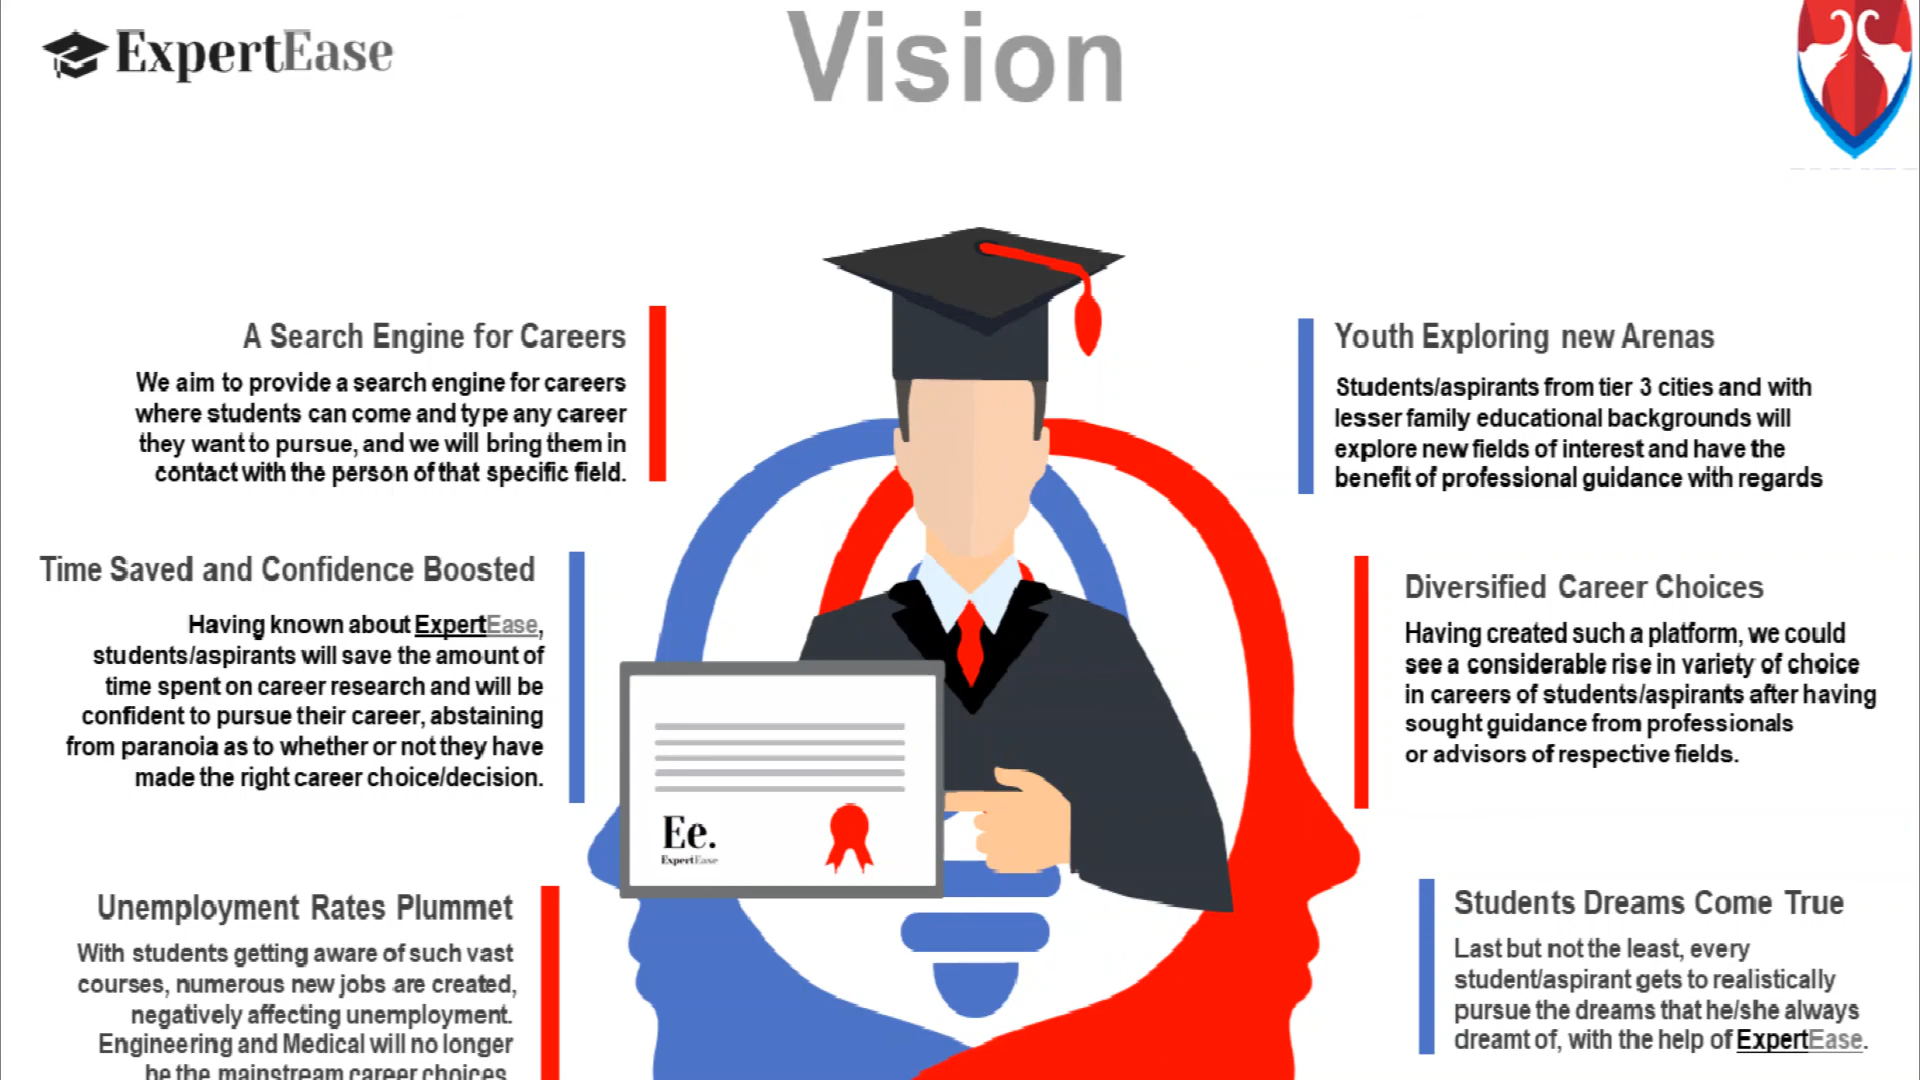 ExpertEase
Vision
A Search Engine for Careers
We aim to provide a search engine for careers
where students can come and type any career
they want to pursue, and we will bring them in
contact with the person of that specific field.
Time Saved and Confidence Boosted
Having known about ExpertEase,
students/aspirants will save the amount of
time spent on career research and will be
confident to pursue their career, abstaining
from paranoia as to whether or not they have
made the right career choice/decision.
Unemployment Rates Plummet
With students getting aware of such vast
courses, numerous new jobs are created,
negatively affecting unemployment.
Engineering and Medical will no longer
be the mainstream career choices.
Ee.
ExpertEase
Youth Exploring new Arenas
Students/aspirants from tier 3 cities and with
lesser family educational backgrounds will
explore new fields of interest and have the
benefit of professional guidance with regards
Diversified Career Choices
Having created such a platform, we could
see a considerable rise in variety of choice
in careers of students/aspirants after having
sought guidance from professionals
or advisors of respective fields.
Students Dreams Come True
Last but not the least, every
student/aspirant gets to realistically
pursue the dreams that he/she always
dreamt of, with the help of ExpertEase.